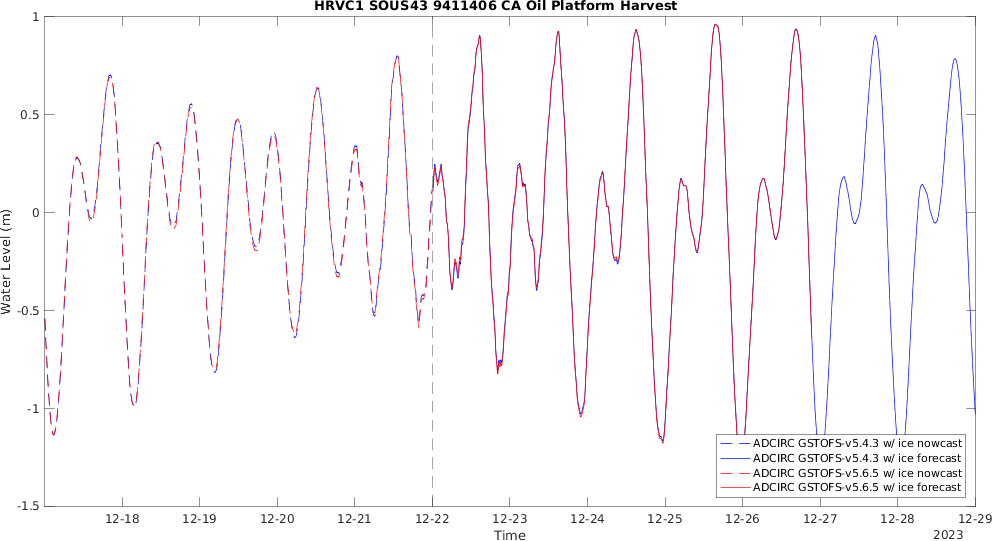 HRVC1 SOUS43 9411406 CA Oil Platform Harvest
1
0.5
0
-0.5
-1
-1.5
Water Level (m)
ADCIRC GSTOFS-v5.4.3 w/ ice nowcast
ADCIRC GSTOFS-v5.4.3 w/ ice forecast
ADCIRC GSTOFS-v5.6.5 w/ ice nowcast
ADCIRC GSTOFS-v5.6.5 w/ ice forecast
12-18 12-19 12-20 12-21 12-22 12-23 12-24 12-25 12-26 12-27 12-28 12-29
Time
2023